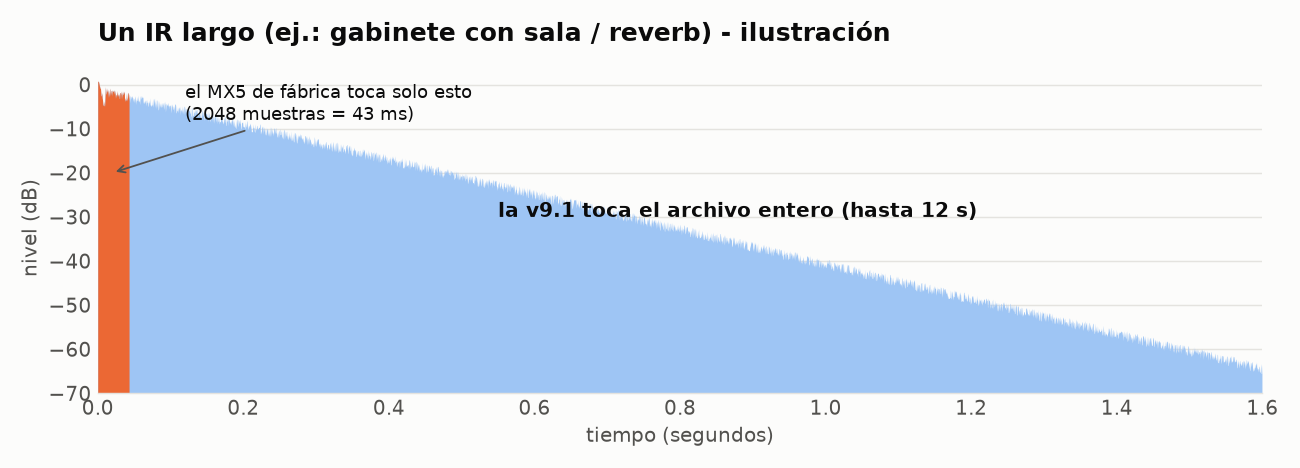 Un IR largo (ej.: gabinete con sala / reverb) - ilustración
el MX5 de fábrica toca solo esto
(2048 muestras = 43 ms)
la v9.1 toca el archivo entero (hasta 12 s)
nivel (dB)
0
−10
−20
−30
−40
−50
−60
−70
0.0
0.2
0.4
0.6
0.8
1.0
1.2
1.4
1.6
tiempo (segundos)